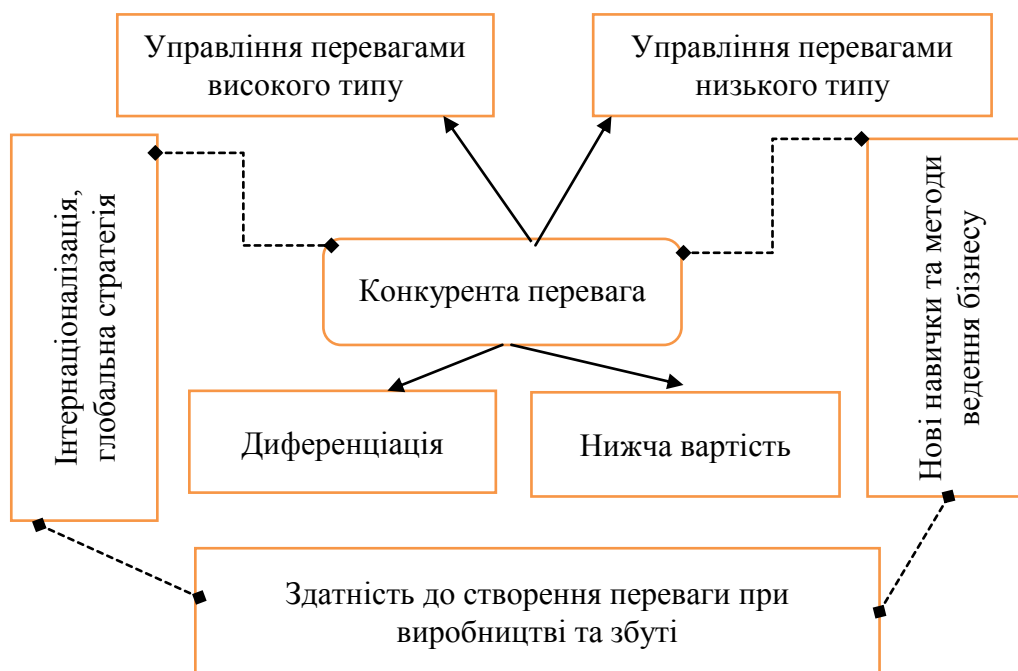 Управління перевагами
високого типу
Управління перевагами
низького типу
Інтернаціоналізація,
глобальна стратегія
Конкурента перевага
Нові навички та методи
ведення бізнесу
Диференціація
Нижча вартість
Здатність до створення переваги при
виробництві та збуті